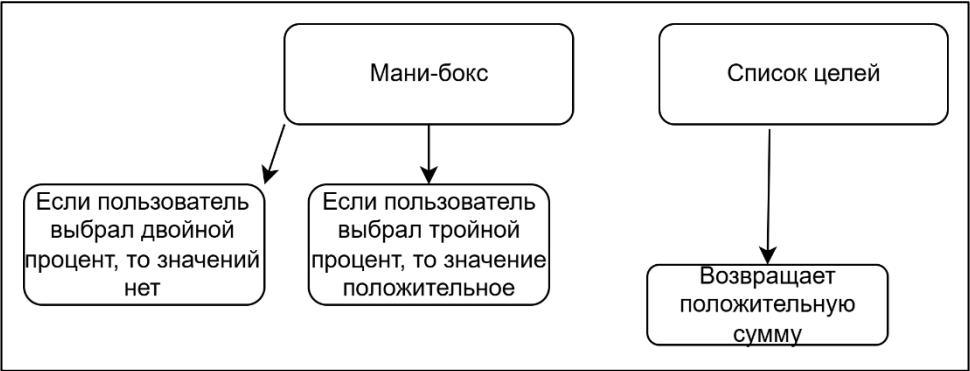 Мани-бокс
Список целей
Если пользователь
выбрал двойной
процент, то значений
нет
Если пользователь
выбрал тройной
процент, то значение
положительное
Возвращает
положительную
сумму